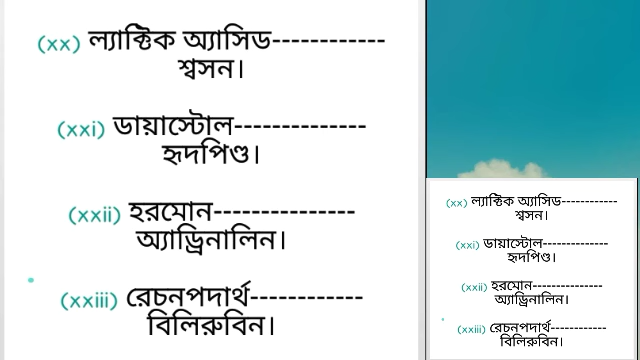 (xx) ল্যাক্টিক অ্যাসিড------------
শ্বসন।
(xxi) ডায়াস্টোল--------------
হৃদপিণ্ড।
(xxii) হরমোন---------------
অ্যাড্রিনালিন।
(xxiii) রেচনপদার্থ------------
বিলিরুবিন।
(xx) ল্যাক্টিক অ্যাসিড------------
শ্বসন।
(xxi) ডায়াস্টোল--------------
হৃদপিণ্ড।
(xxii) হরমোন---------------
অ্যাড্রিনালিন।
(xxiii) রেচনপদার্থ------------
বিলিরুবিন।